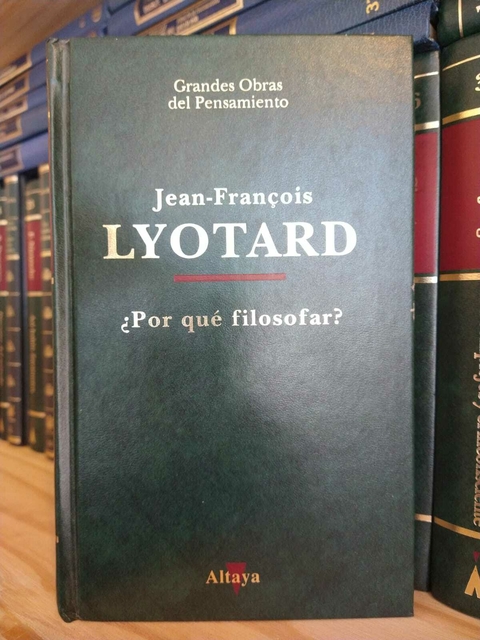 Grandes Obras
del Pensamiento
Jean-François
LYOTARD
¿Por qué filosofar?
Altaya